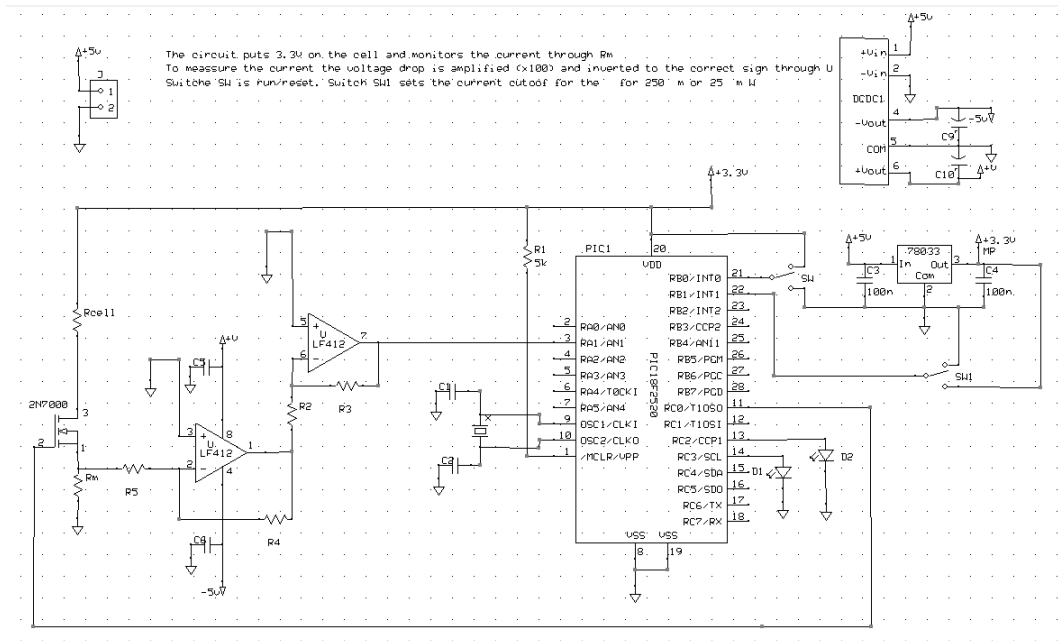 +5v
J
1
2
The circuit puts 3.3V on the cell and monitors the current through Rm
To meassure the current the voltage drop is amplified (x100) and inverted to the correct sign through U
Switche SW is run/reset. Switch SW1 sets the current cutoof for the for 250 m or 25 m W
+5v
+Vin 1
-Vin 2
DCDC1
-Vout 4
-5v
C9
COM 5
+Vout 6
C10
+v
+3.3v
R1
5k
PIC1
20
VDD
PIC18F2520
2 RA0/AN0
3 RA1/AN1
4 RA2/AN2
5 RA3/AN3
6 RA4/T0CKI
7 RA5/AN4
9 OSC1/CLKI
10 OSC2/CLKO
1 /MCLR/VPP
RB0/INT0 21
RB1/INT1 22
RB2/INT2 23
RB3/CCP2 24
RB4/AN11 25
RB5/PGM 26
RB6/PGC 27
RB7/PGD 28
RC0/T1OSO 11
RC1/T1OSI 12
RC2/CCP1 13
RC3/SCL 14
RC4/SDA 15
RC5/SDO 16
RC6/TX 17
RC7/RX 18
VSS VSS
8 19
SW
+5v
78033
1 In Out 3
Com
2
+3.3v
MP
C3
100n
C4
100n
SW1
D1
D2
Rcell
2N7000
3
2
1
Rm
R5
C5
+v
3
2
U
LF412
8
4
1
R4
C6
-5v
R2
R3
5
6
U
LF412
7
C1
C2
X